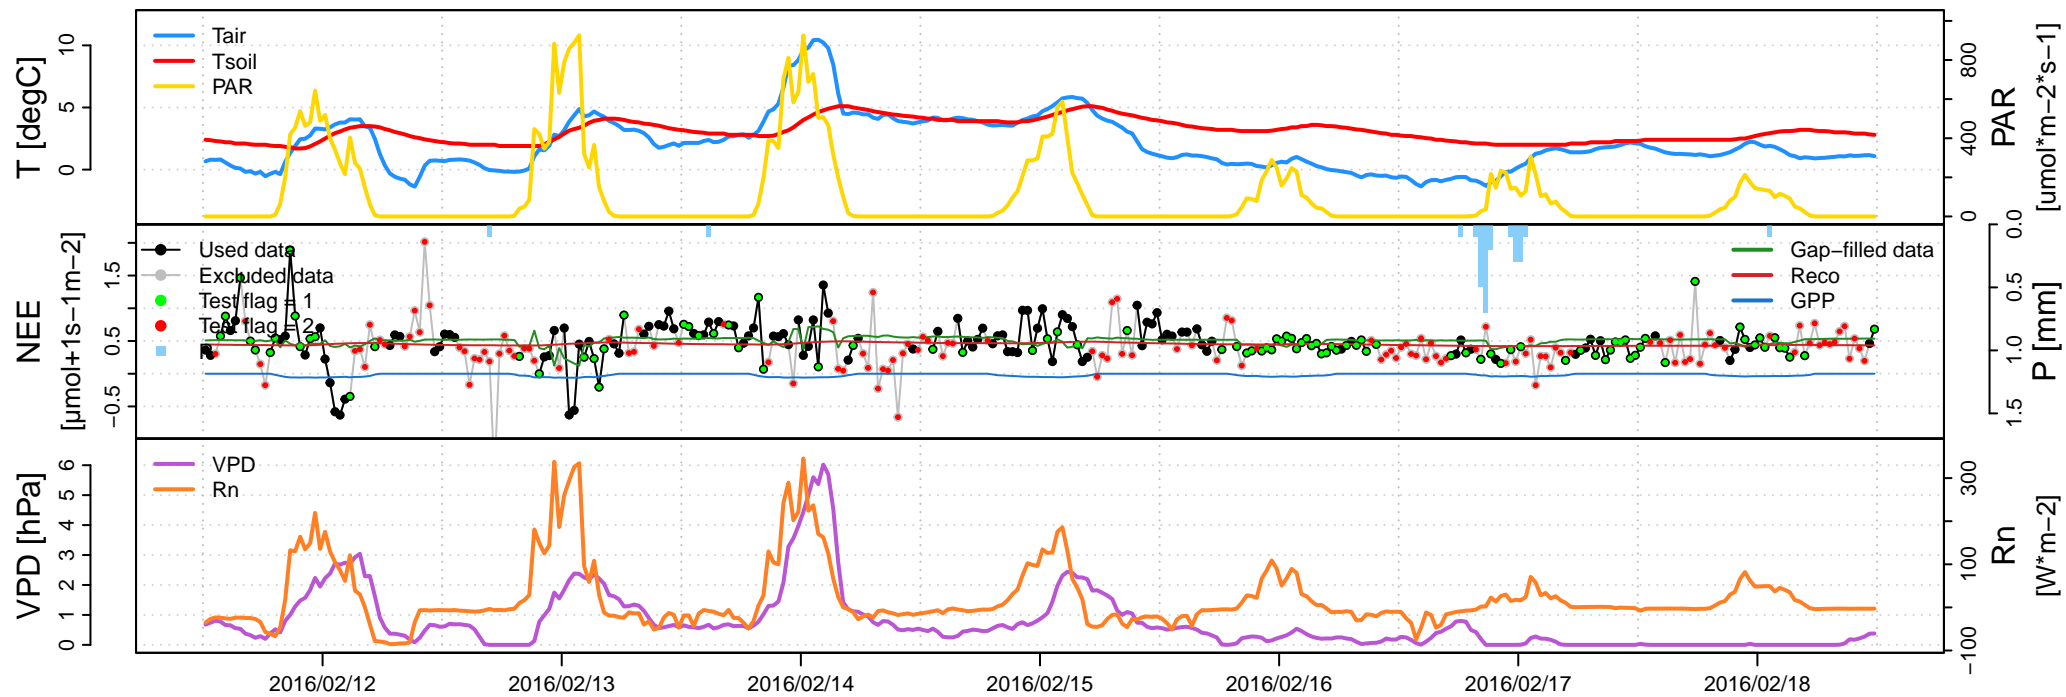 T [degC]
10
5
0
Tair
Tsoil
PAR
800
400
0
PAR
[umol*m-2*s-1]
NEE
[µmol+1s-1m-2]
1.5
0.5
−0.5
Used data
Excluded data
Test flag = 1
Test flag = 2
Gap−filled data
Reco
GPP
0.0
0.5
1.0
1.5
P [mm]
VPD [hPa]
6
5
4
3
2
1
0
VPD
Rn
300
100
−100
Rn
[W*m-2]
2016/02/12
2016/02/13
2016/02/14
2016/02/15
2016/02/16
2016/02/17
2016/02/18